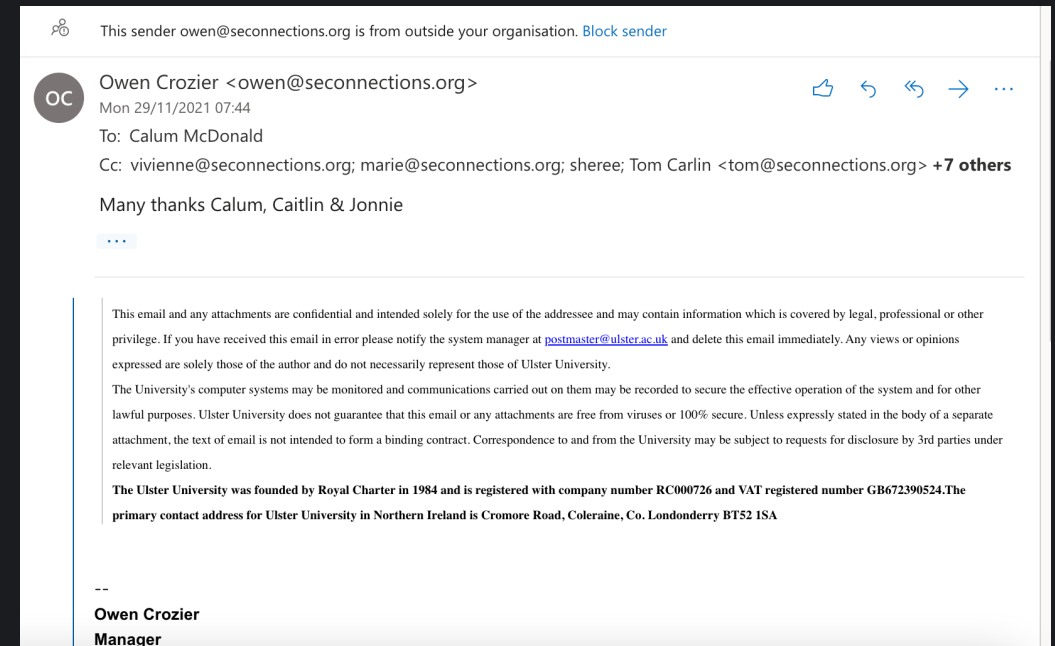 This sender owen@seconnections.org is from outside your organisation. Block sender
OC
Owen Crozier <owen@seconnections.org>
Mon 29/11/2021 07:44
To: Calum McDonald
Cc: vivienne@seconnections.org; marie@seconnections.org; sheree; Tom Carlin <tom@seconnections.org> +7 others
Many thanks Calum, Caitlin & Jonnie
...
This email and any attachments are confidential and intended solely for the use of the addressee and may contain information which is covered by legal, professional or other
privilege. If you have received this email in error please notify the system manager at postmaster@ulster.ac.uk and delete this email immediately. Any views or opinions
expressed are solely those of the author and do not necessarily represent those of Ulster University.
The University's computer systems may be monitored and communications carried out on them may be recorded to secure the effective operation of the system and for other
lawful purposes. Ulster University does not guarantee that this email or any attachments are free from viruses or 100% secure. Unless expressly stated in the body of a separate
attachment, the text of email is not intended to form a binding contract. Correspondence to and from the University may be subject to requests for disclosure by 3rd parties under
relevant legislation.
The Ulster University was founded by Royal Charter in 1984 and is registered with company number RC000726 and VAT registered number GB672390524.The
primary contact address for Ulster University in Northern Ireland is Cromore Road, Coleraine, Co. Londonderry BT52 1SA
--
Owen Crozier
Manager